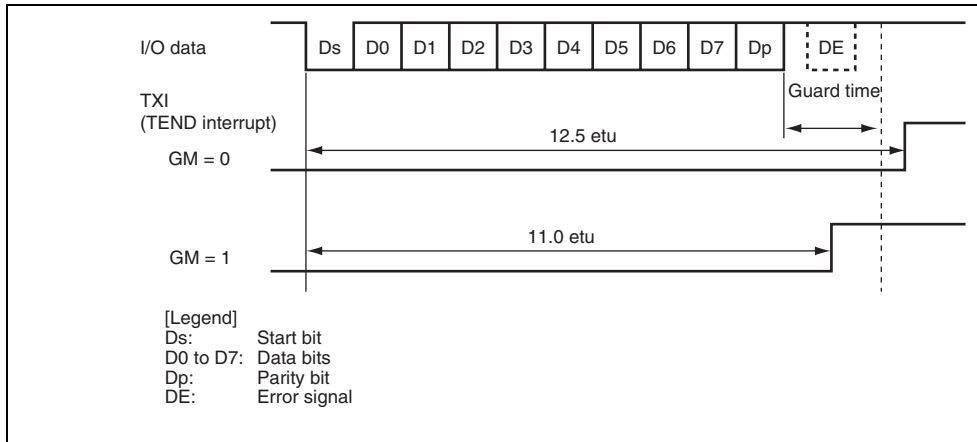 I/O data
Ds D0 D1 D2 D3 D4 D5 D6 D7 Dp DE
Guard time
TXI
(TEND interrupt)
12.5 etu
GM = 0
11.0 etu
GM = 1
[Legend]
Ds: Start bit
D0 to D7: Data bits
Dp: Parity bit
DE: Error signal